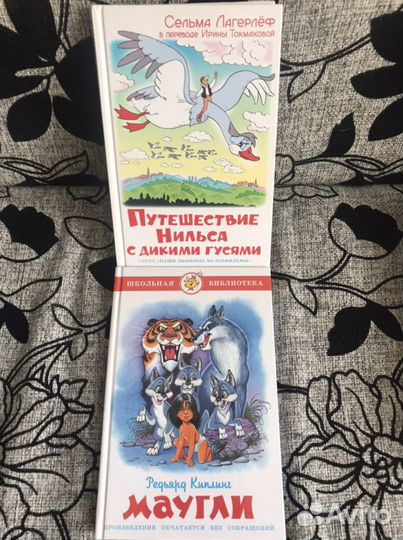 Сельма Лагерлёф
в переводе Ирины Токмаковой
Путешествие
Нильса
с дикими гусями
серия «Наши любимые мультфильмы»
ШКОЛЬНАЯ БИБЛИОТЕКА
Редьярд Киплинг
МАУГЛИ
ПРОИЗВЕДЕНИЯ ПЕЧАТАЕТСЯ БЕЗ СОКРАЩЕНИЙ
Avito